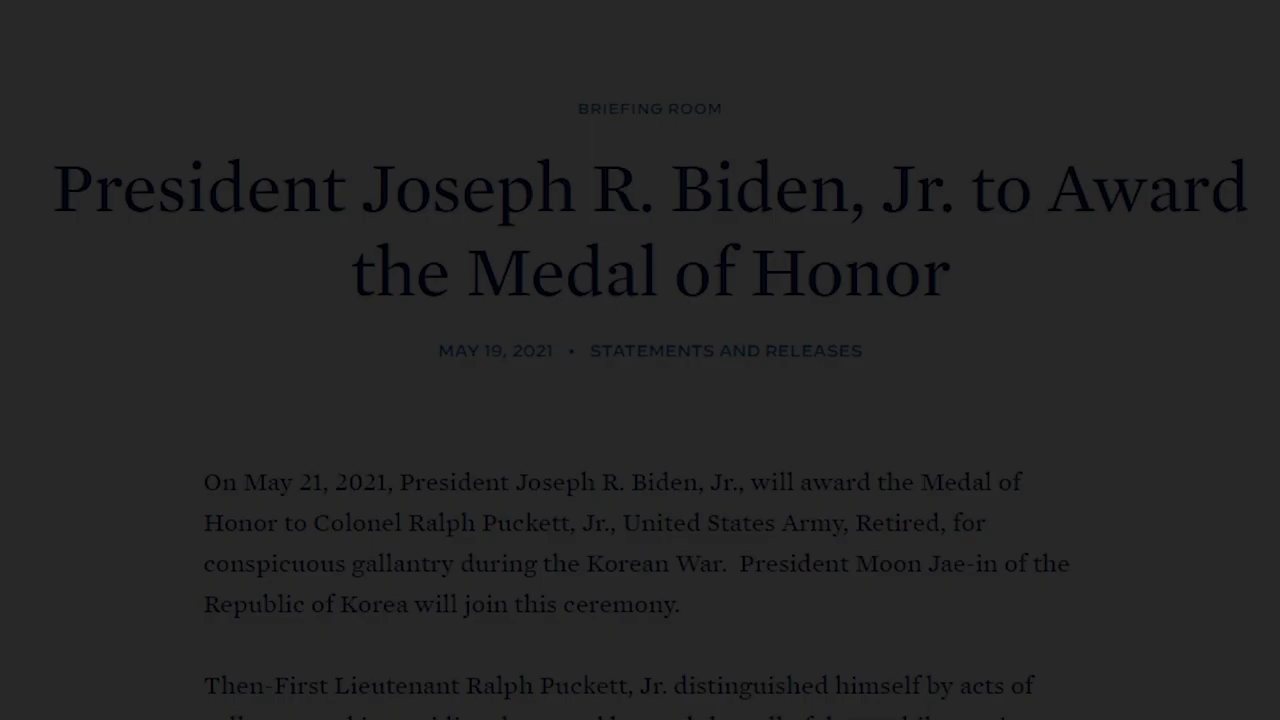 BRIEFING ROOM
President Joseph R. Biden, Jr. to Award
the Medal of Honor
MAY 19, 2021 • STATEMENTS AND RELEASES
On May 21, 2021, President Joseph R. Biden, Jr., will award the Medal of
Honor to Colonel Ralph Puckett, Jr., United States Army, Retired, for
conspicuous gallantry during the Korean War.  President Moon Jae-in of the
Republic of Korea will join this ceremony.
Then-First Lieutenant Ralph Puckett, Jr. distinguished himself by acts of